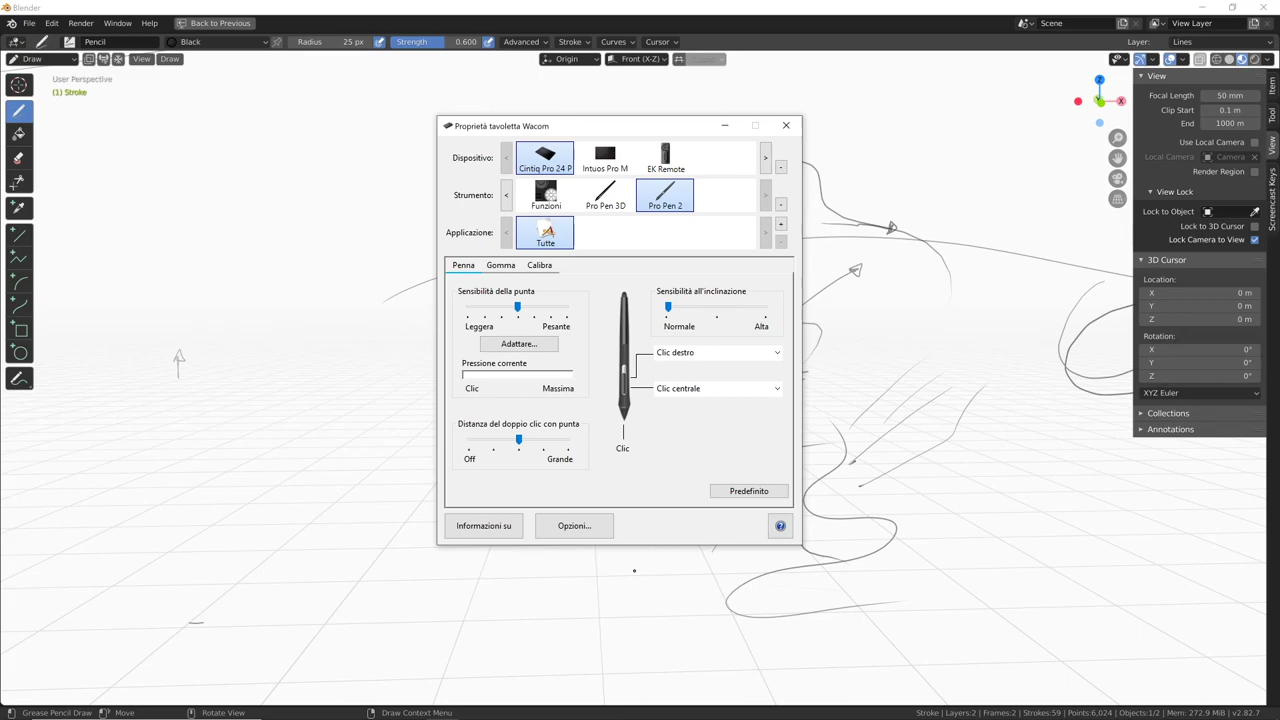 Blender
File Edit Render Window Help Back to Previous Scene View Layer
Pencil Black Radius 25 px Strength 0.600 Advanced Stroke Curves Cursor Layer: Lines
Draw View Draw Origin Front (X-Z)
User Perspective
(1) Stroke
Z
X
Y
View
Focal Length 50 mm
Clip Start 0.1 m
End 1000 m
Use Local Camera
Local Camera Camera
Render Region
View Lock
Lock to Object
Lock to 3D Cursor
Lock Camera to View
3D Cursor
Location:
X 0 m
Y 0 m
Z 0 m
Rotation:
X 0°
Y 0°
Z 0°
XYZ Euler
Collections
Annotations
Item
Tool
View
Screencast Keys
Proprietà tavoletta Wacom
Dispositivo: < Cintiq Pro 24 P Intuos Pro M EK Remote > -
Strumento: < Funzioni Pro Pen 3D Pro Pen 2 > -
Applicazione: < Tutte > + -
Penna Gomma Calibra
Sensibilità della punta
Leggera Pesante
Adattare...
Pressione corrente
Clic Massima
Distanza del doppio clic con punta
Off Grande
Sensibilità all'inclinazione
Normale Alta
Clic destro
Clic centrale
Clic
Predefinito
Informazioni su Opzioni... ?
Grease Pencil Draw Move Rotate View Draw Context Menu Stroke | Layers:2 | Frames:2 | Strokes:59 | Points:6,024 | Objects:1/2 | Mem: 272.9 MiB | v2.82.7